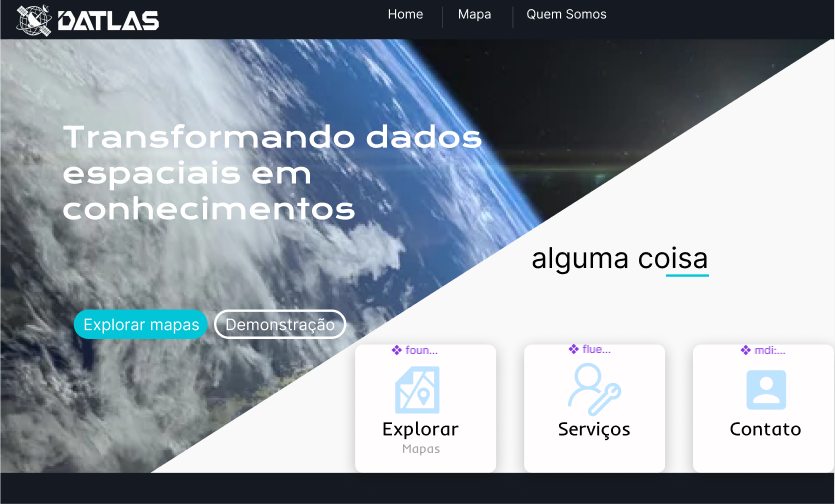 DATLAS
Home
Mapa
Quem Somos
Transformando dados
espaciais em
conhecimentos
alguma coisa
Explorar mapas
Demonstração
foun...
flue...
mdi:...
Explorar
Mapas
Serviços
Contato